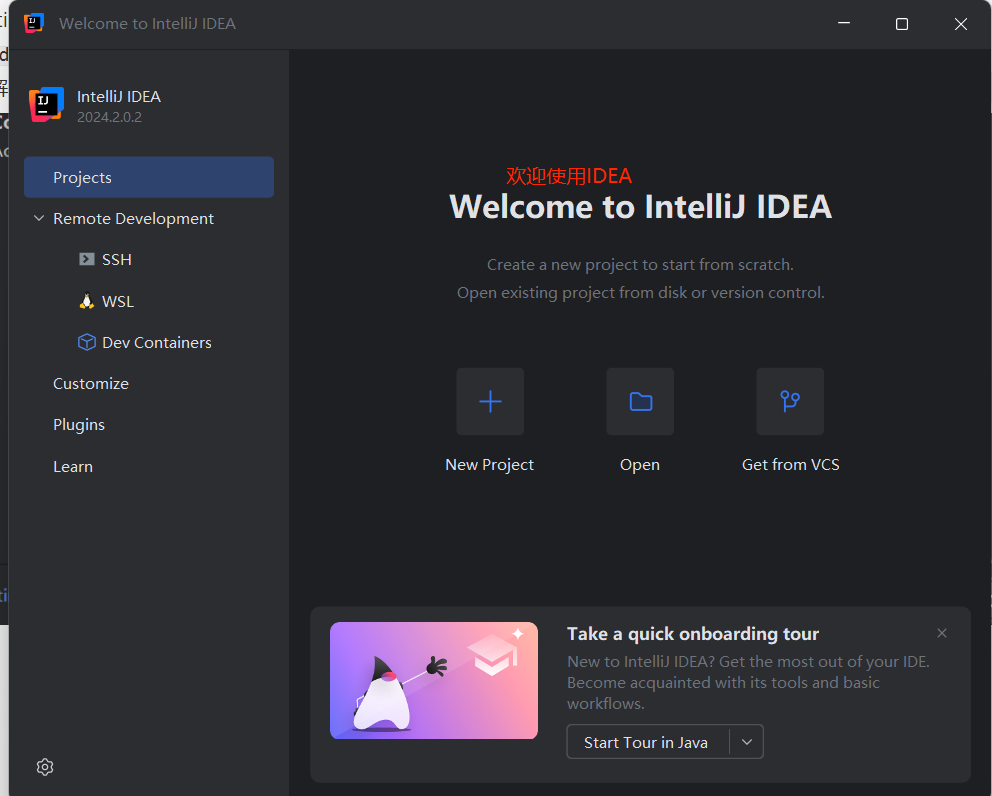 Welcome to IntelliJ IDEA
IntelliJ IDEA
2024.2.0.2
Projects
Remote Development
SSH
WSL
Dev Containers
Customize
Plugins
Learn
欢迎使用IDEA
Welcome to IntelliJ IDEA
Create a new project to start from scratch.
Open existing project from disk or version control.
New Project
Open
Get from VCS
Take a quick onboarding tour
New to IntelliJ IDEA? Get the most out of your IDE.
Become acquainted with its tools and basic
workflows.
Start Tour in Java